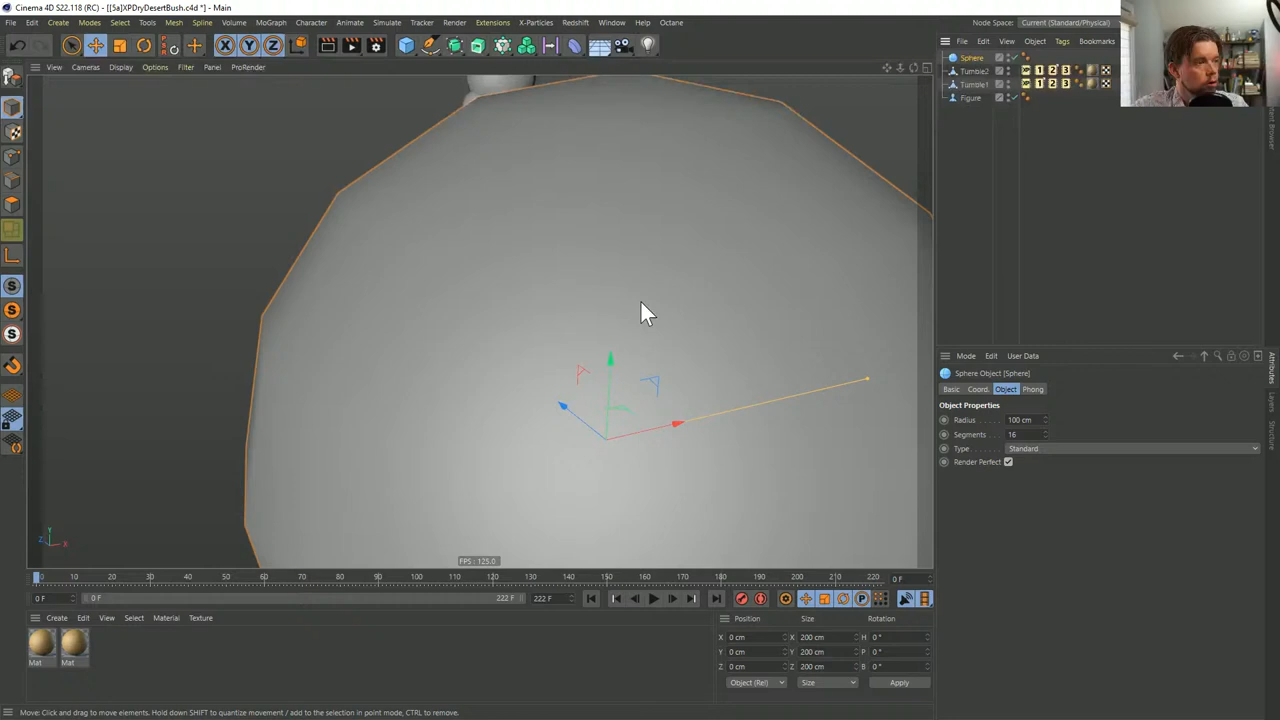 Cinema 4D S22.118 (RC) - [[5a]XPDryDesertBush.c4d *] - Main
File Edit Create Modes Select Tools Mesh Spline Volume MoGraph Character Animate Simulate Tracker Render Extensions X-Particles Redshift Window Help Octane
Node Space: Current (Standard/Physical)
View Cameras Display Options Filter Panel ProRender
File Edit View Object Tags Bookmarks
Sphere
Tumble2
Tumble1
Figure
Mode Edit User Data
Sphere Object [Sphere]
Basic Coord. Object Phong
Object Properties
Radius 100 cm
Segments 16
Type Standard
Render Perfect
Attributes
Layers
Structure
Y
Z X
FPS : 125.0
0 10 20 30 40 50 60 70 80 90 100 110 120 130 140 150 160 170 180 190 200 210 220 0 F
0 F 0 F 222 F 222 F
Create Edit View Select Material Texture
Mat Mat
Position Size Rotation
X 0 cm X 200 cm H 0 °
Y 0 cm Y 200 cm P 0 °
Z 0 cm Z 200 cm B 0 °
Object (Rel) Size Apply
Move: Click and drag to move elements. Hold down SHIFT to quantize movement / add to the selection in point mode, CTRL to remove.